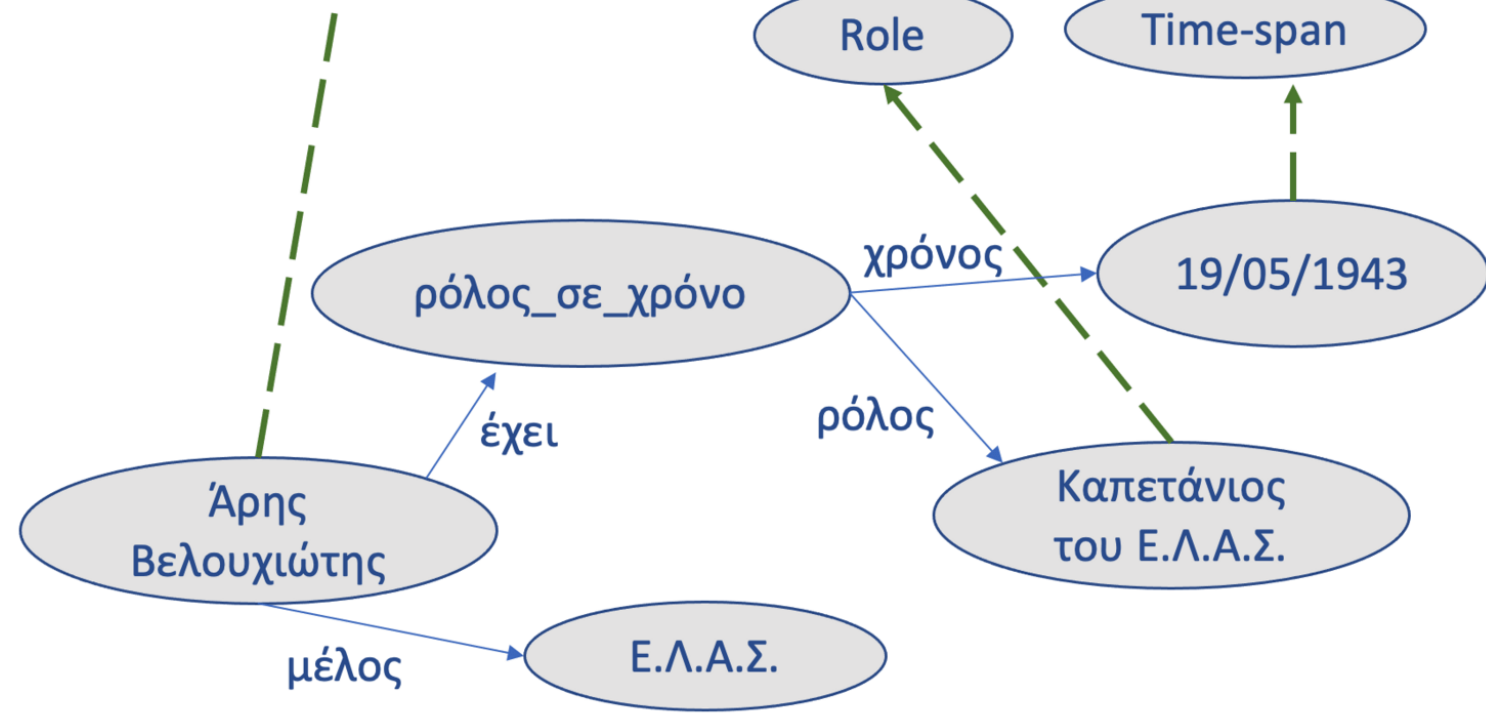 Role
Time-span
χρόνος
19/05/1943
ρόλος_σε_χρόνο
ρόλος
έχει
Καπετάνιος
του Ε.Λ.Α.Σ.
Άρης
Βελουχιώτης
Ε.Λ.Α.Σ.
μέλος